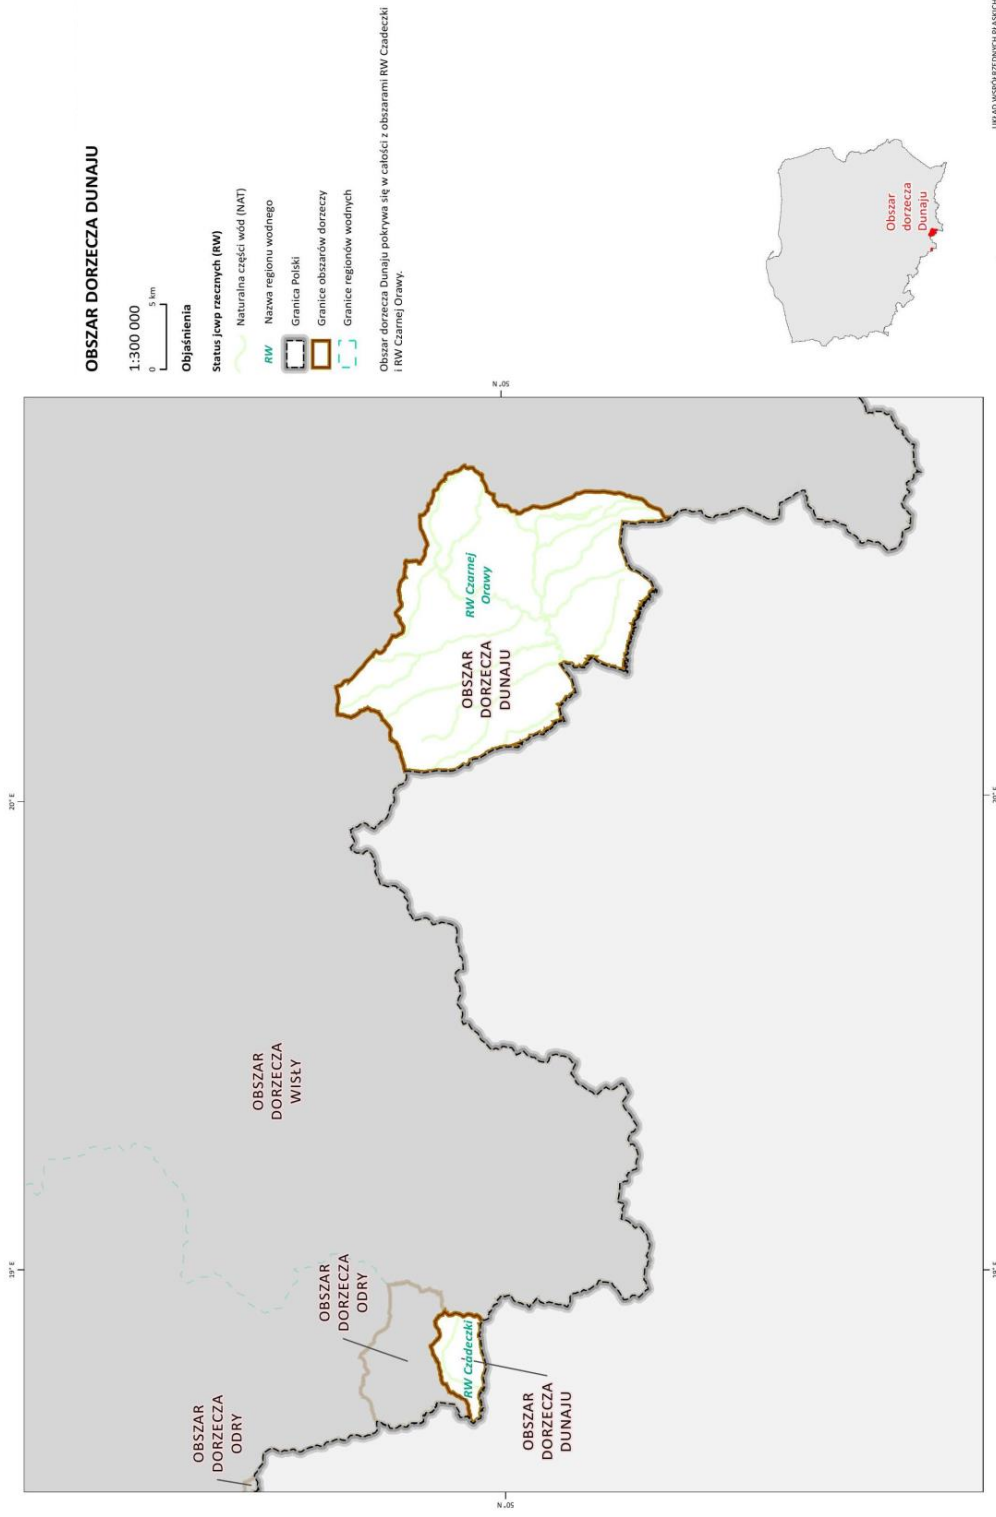 OBSZAR DORZECZA DUNAJU
1:300 000
0 5 km
Objaśnienia
Status jcwp rzecznych (RW)
Naturalna części wód (NAT)
RW Nazwa regionu wodnego
Granica Polski
Granice obszarów dorzeczy
Granice regionów wodnych
Obszar dorzecza Dunaju pokrywa się w całości z obszarami RW Czadeczki
i RW Czarnej Orawy.
Obszar
dorzecza
Dunaju
19° E
20° E
OBSZAR
DORZECZA
ODRY
OBSZAR
DORZECZA
ODRY
OBSZAR
DORZECZA
WISŁY
RW Czadeczki
OBSZAR
DORZECZA
DUNAJU
RW Czarnej
Orawy
OBSZAR
DORZECZA
DUNAJU
50° N
50° N
19° E
20° E